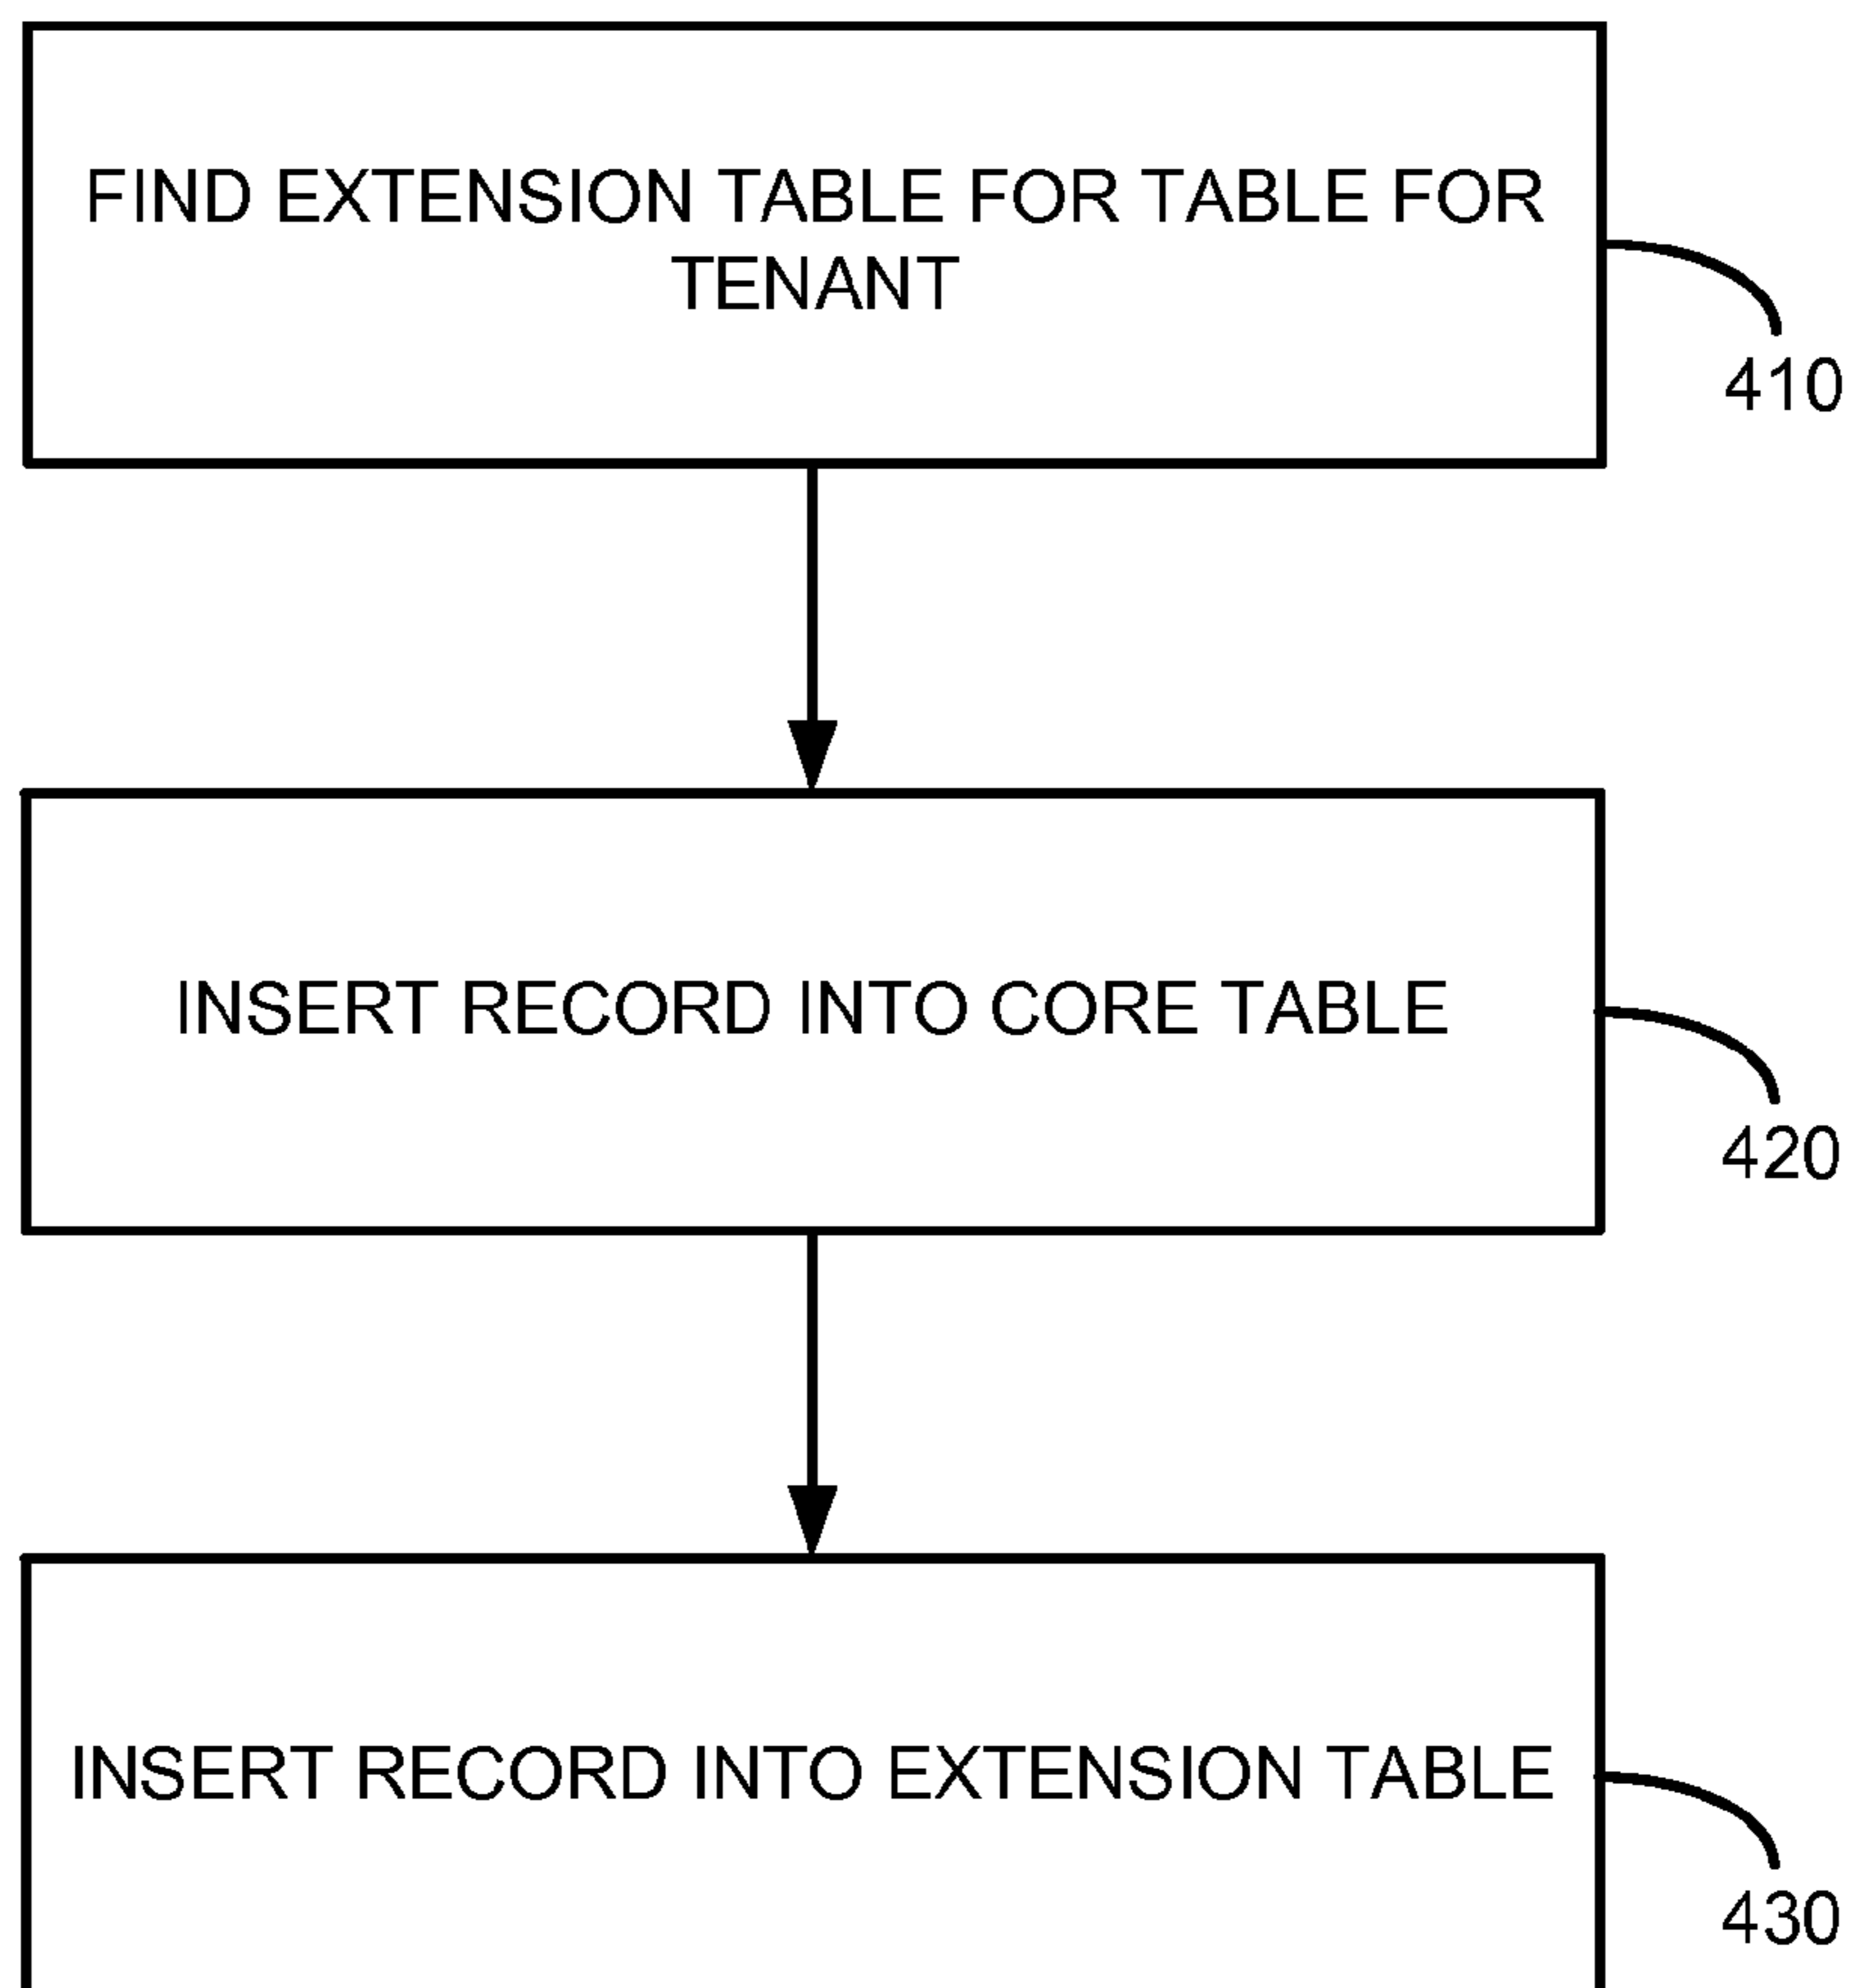 FIND EXTENSION TABLE FOR TABLE FOR
TENANT
410
INSERT RECORD INTO CORE TABLE
420
INSERT RECORD INTO EXTENSION TABLE
430